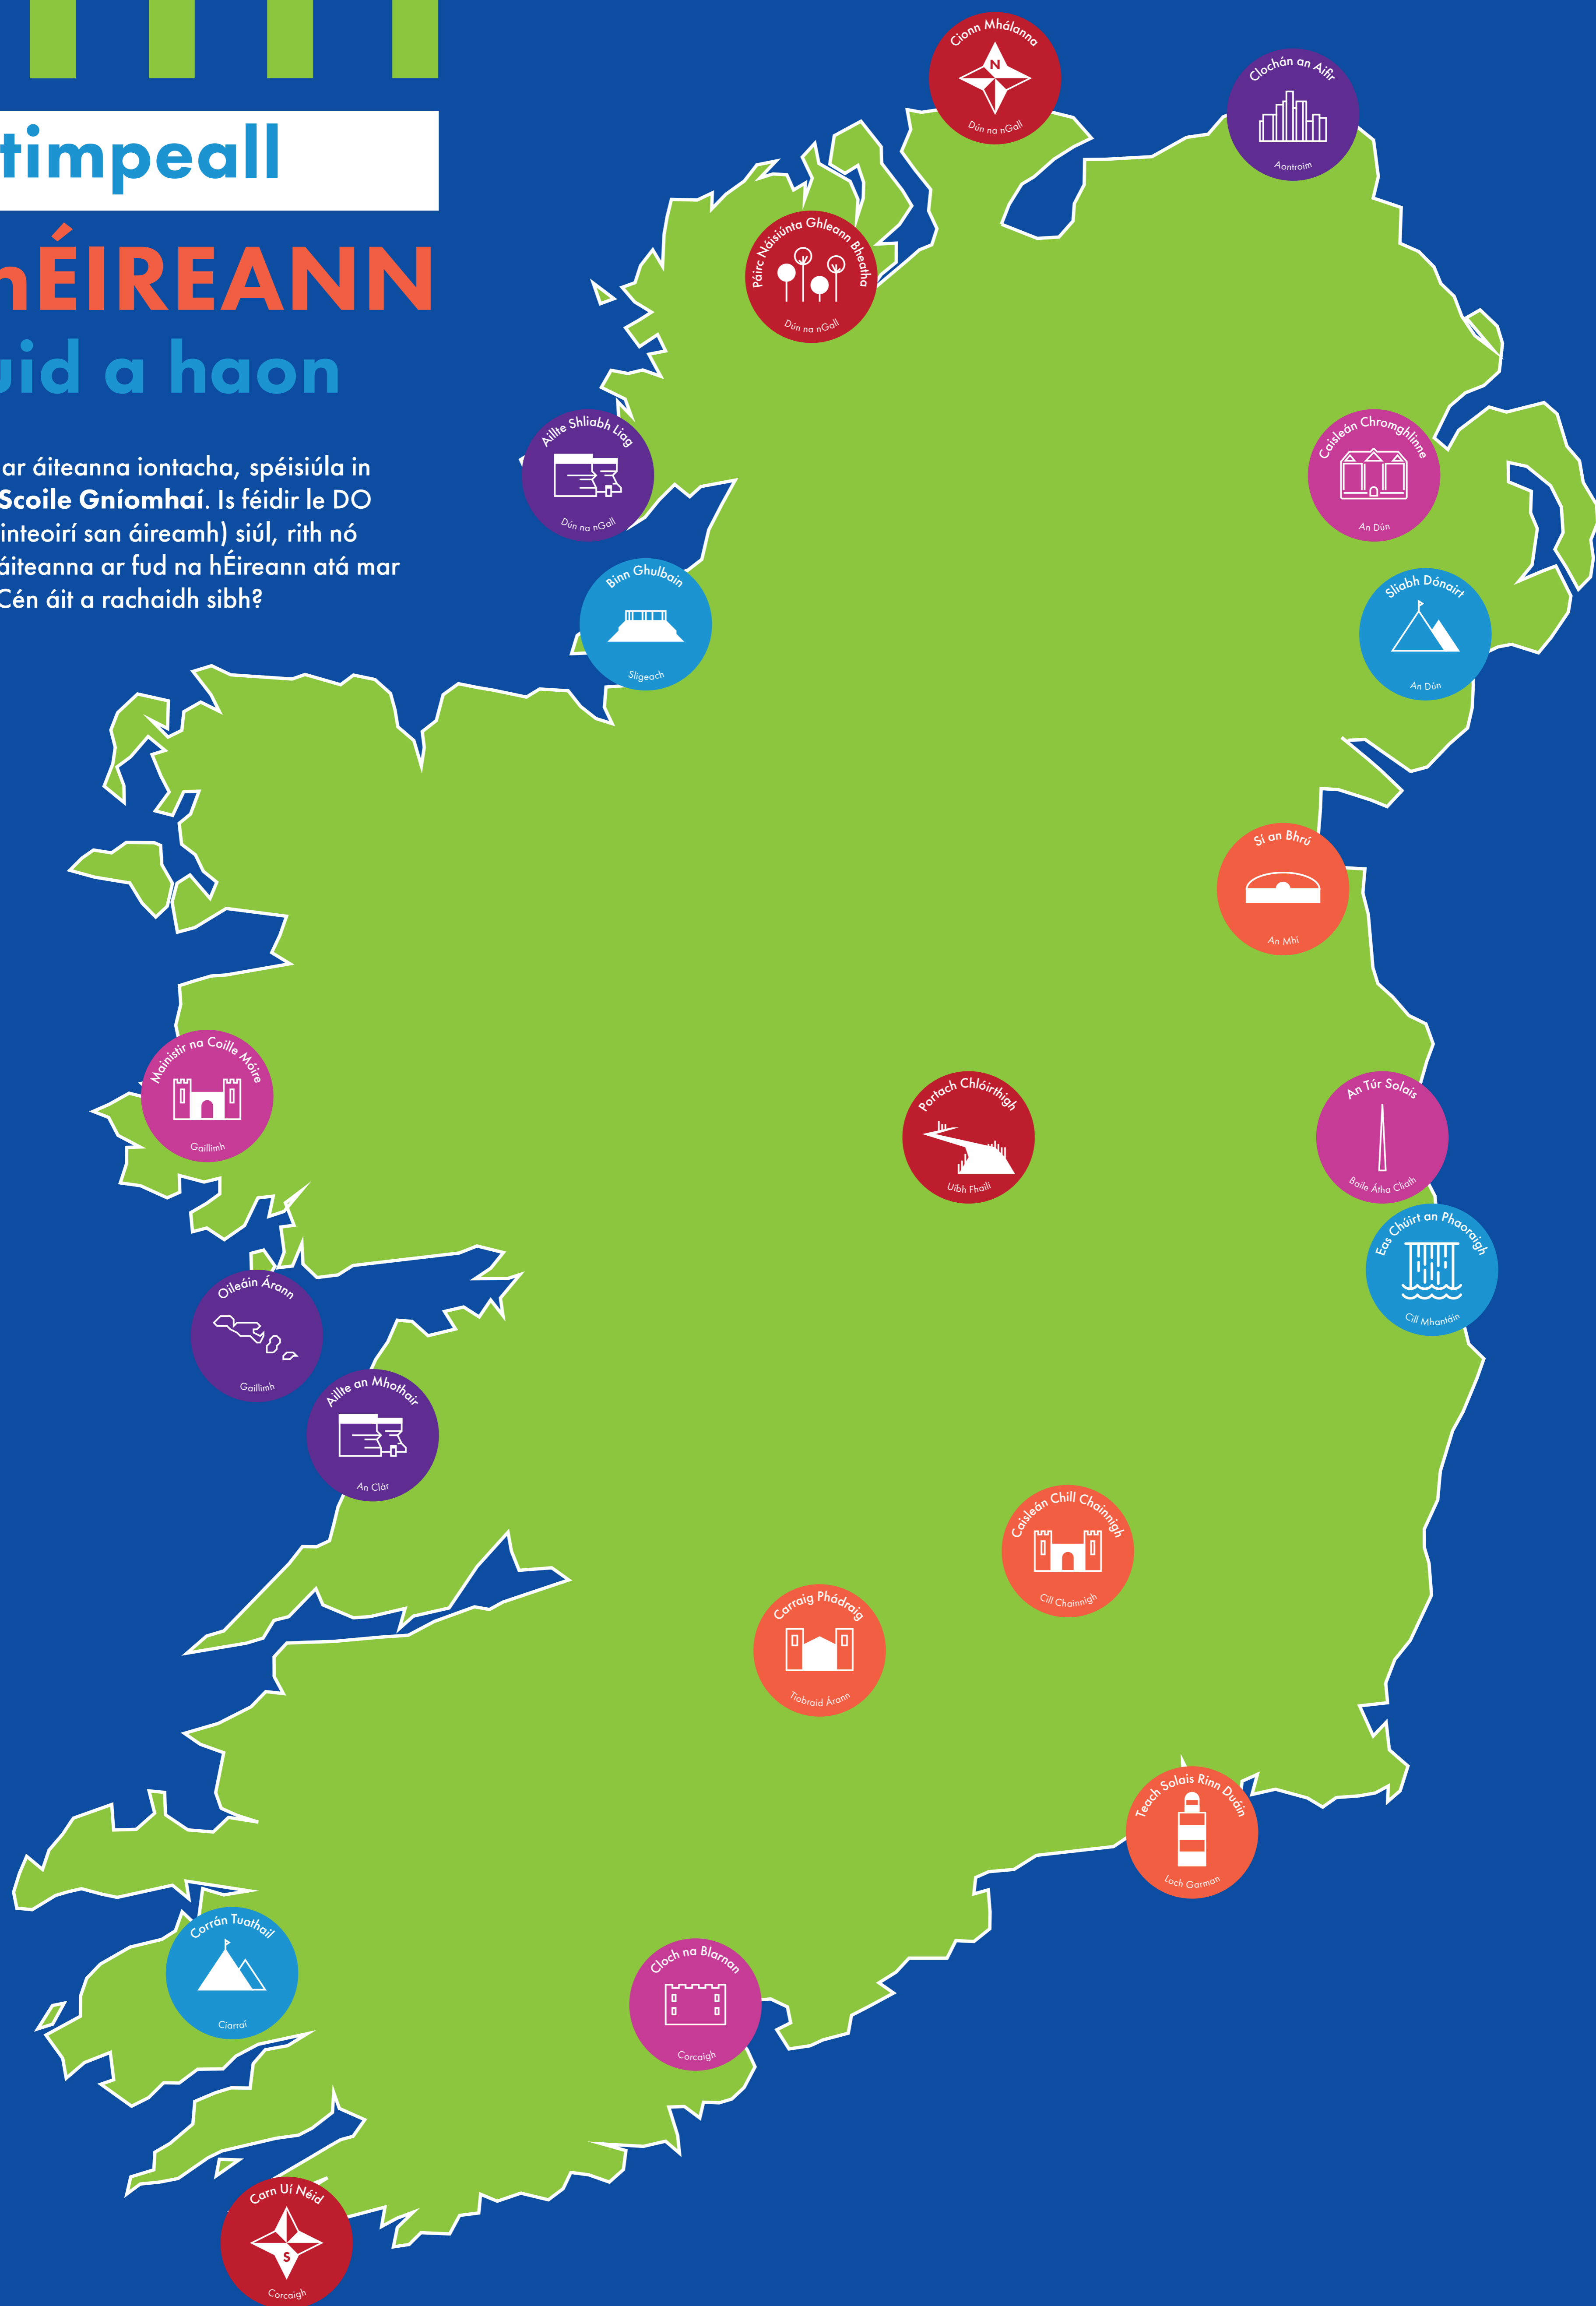 timpeall
hÉIREANN
uid a haon
ar áiteanna iontacha, spéisiúla in
Scoile Gníomhaí. Is féidir le DO
inteoirí san áireamh) siúl, rith nó
áiteanna ar fud na hÉireann atá mar
Cén áit a rachaidh sibh?
Cionn Mhálanna
N
Dún na nGall
Clochán an Aifir
Aontroim
Páirc Náisiúnta Ghleann Bheatha
Dún na nGall
Aillte Shliabh Liag
Dún na nGall
Caisleán Chromghlinne
An Dún
Binn Ghulbain
Sligeach
Sliabh Dónairt
An Dún
Sí an Bhrú
An Mhí
Mainistir na Coille Móire
Gaillimh
Portach Chlóirthigh
Uíbh Fhailí
An Túr Solais
Baile Átha Cliath
Eas Chúirt an Phaoraigh
Cill Mhantáin
Oileáin Árann
Gaillimh
Aillte an Mhothair
An Clár
Caisleán Chill Chainnigh
Cill Chainnigh
Carraig Phádraig
Tiobraid Árann
Teach Solais Rinn Duáin
Loch Garman
Corrán Tuathail
Ciarraí
Cloch na Blarnan
Corcaigh
Carn Uí Néid
S
Corcaigh